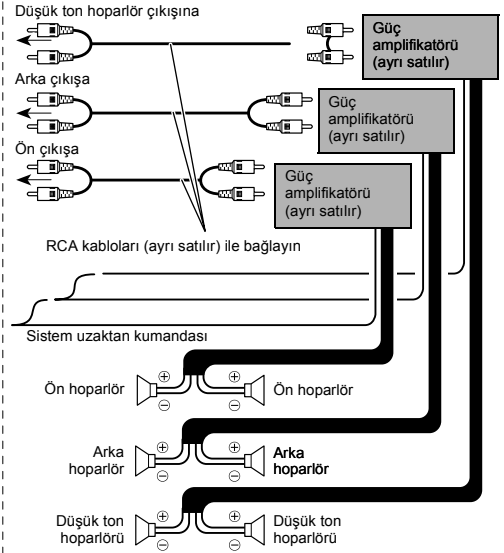 Düşük ton hoparlör çıkışına
Güç
amplifikatörü
(ayrı satılır)
Arka çıkışa
Güç
amplifikatörü
(ayrı satılır)
Ön çıkışa
Güç
amplifikatörü
(ayrı satılır)
RCA kabloları (ayrı satılır) ile bağlayın
Sistem uzaktan kumandası
Ön hoparlör
⊕
⊖
⊕
⊖
Ön hoparlör
Arka
hoparlör
⊕
⊖
⊕
⊖
Arka
hoparlör
Düşük ton
hoparlörü
⊕
⊖
⊕
⊖
Düşük ton
hoparlörü